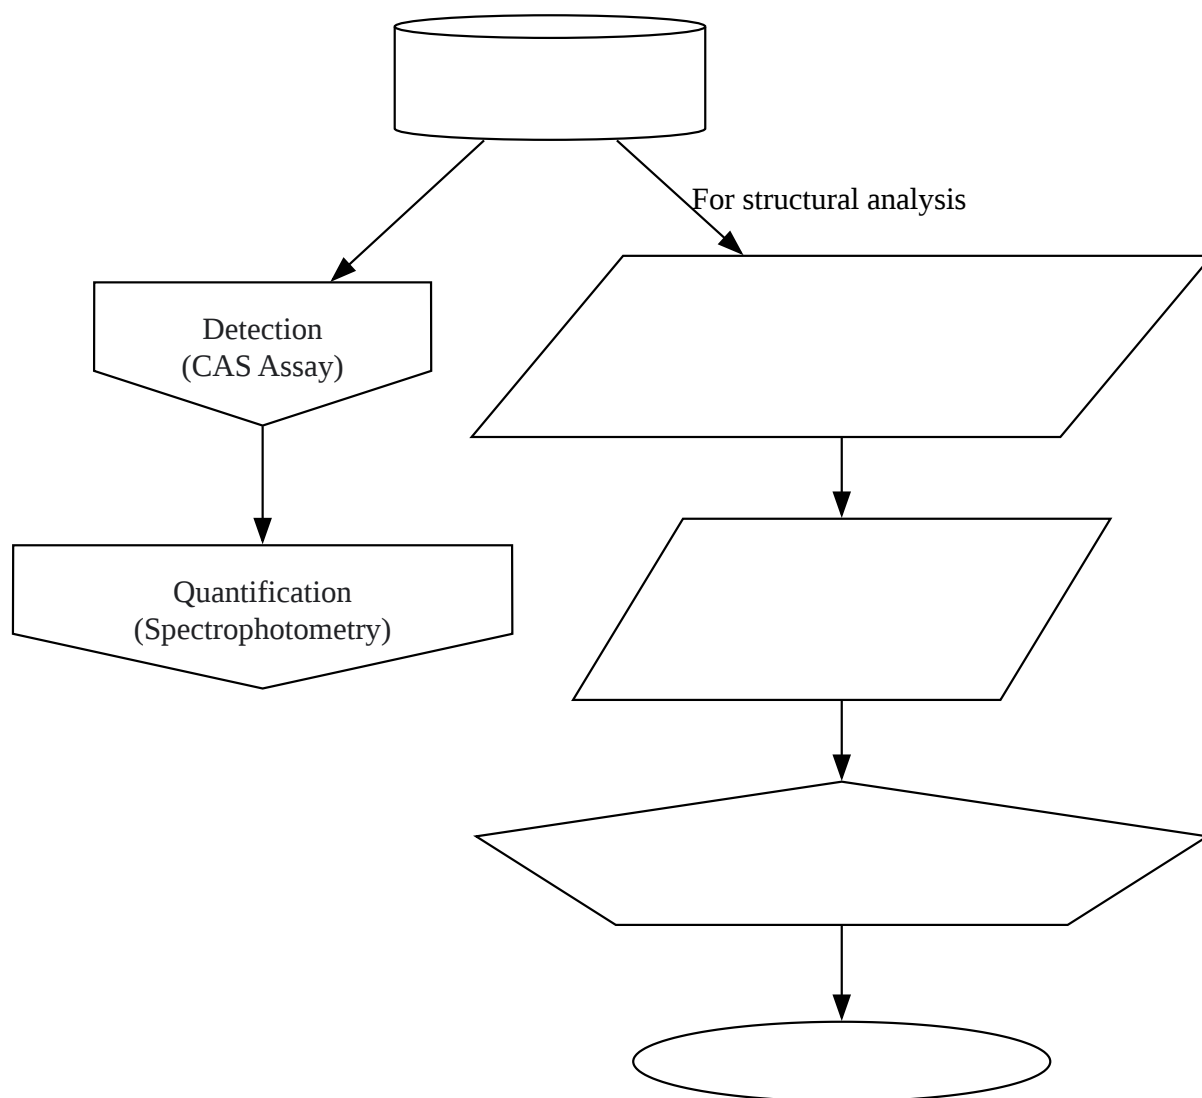 For structural analysis
Detection
(CAS Assay)
Quantification
(Spectrophotometry)